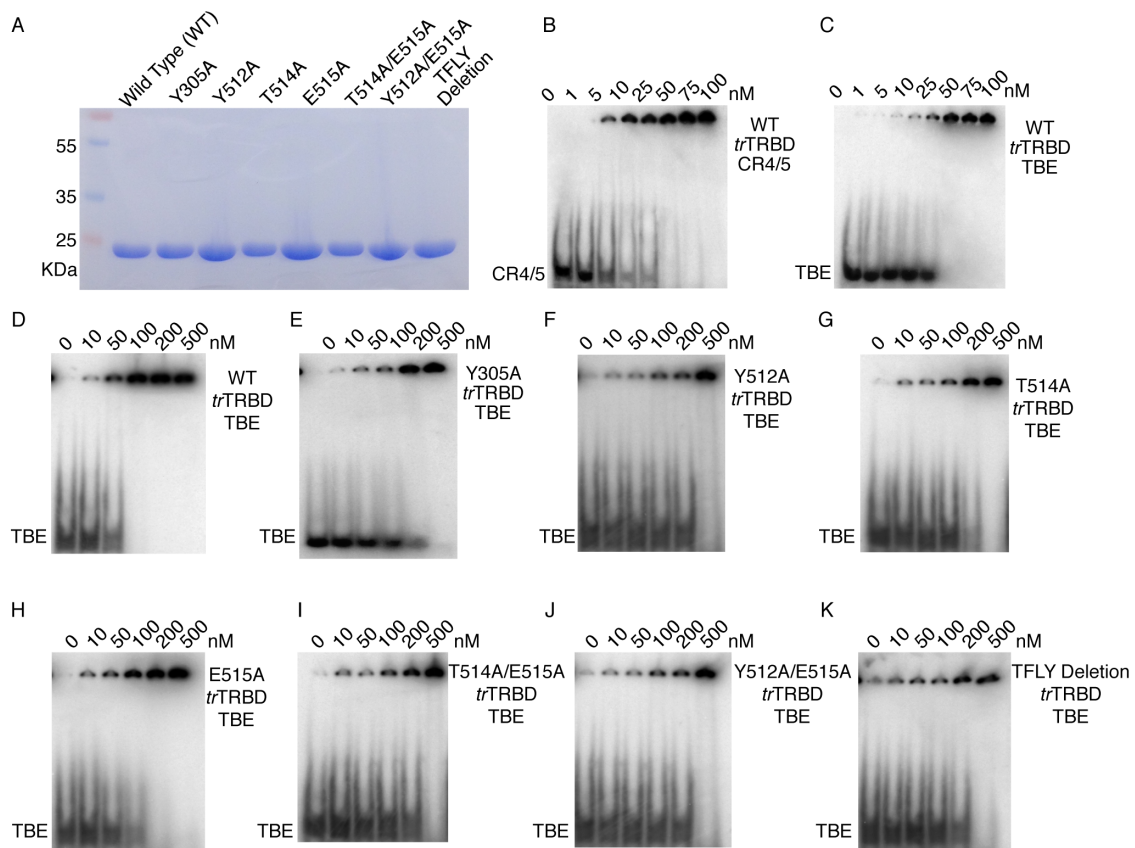 A
Wild Type (WT)
Y305A
Y512A
T514A
E515A
T514A/E515A
Y512A/E515A
TFLY
Deletion
55
35
25
KDa
B
0 1 5 10 25 50 75 100 nM
WT
trTRBD
CR4/5
CR4/5
C
0 1 5 10 25 50 75 100 nM
WT
trTRBD
TBE
TBE
D
0 10 50 100 200 500 nM
WT
trTRBD
TBE
TBE
E
0 10 50 100 200 500 nM
Y305A
trTRBD
TBE
TBE
F
0 10 50 100 200 500 nM
Y512A
trTRBD
TBE
TBE
G
0 10 50 100 200 500 nM
T514A
trTRBD
TBE
TBE
H
0 10 50 100 200 500 nM
E515A
trTRBD
TBE
TBE
I
0 10 50 100 200 500 nM
T514A/E515A
trTRBD
TBE
TBE
J
0 10 50 100 200 500 nM
Y512A/E515A
trTRBD
TBE
TBE
K
0 10 50 100 200 500 nM
TFLY Deletion
trTRBD
TBE
TBE